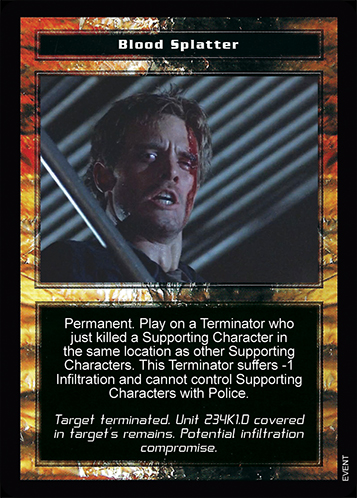 Blood Splatter
Permanent. Play on a Terminator who
just killed a Supporting Character in
the same location as other Supporting
Characters. This Terminator suffers -1
Infiltration and cannot control Supporting
Characters with Police.
Target terminated. Unit 234K1.0 covered
in target's remains. Potential infiltration
compromise.
EVENT